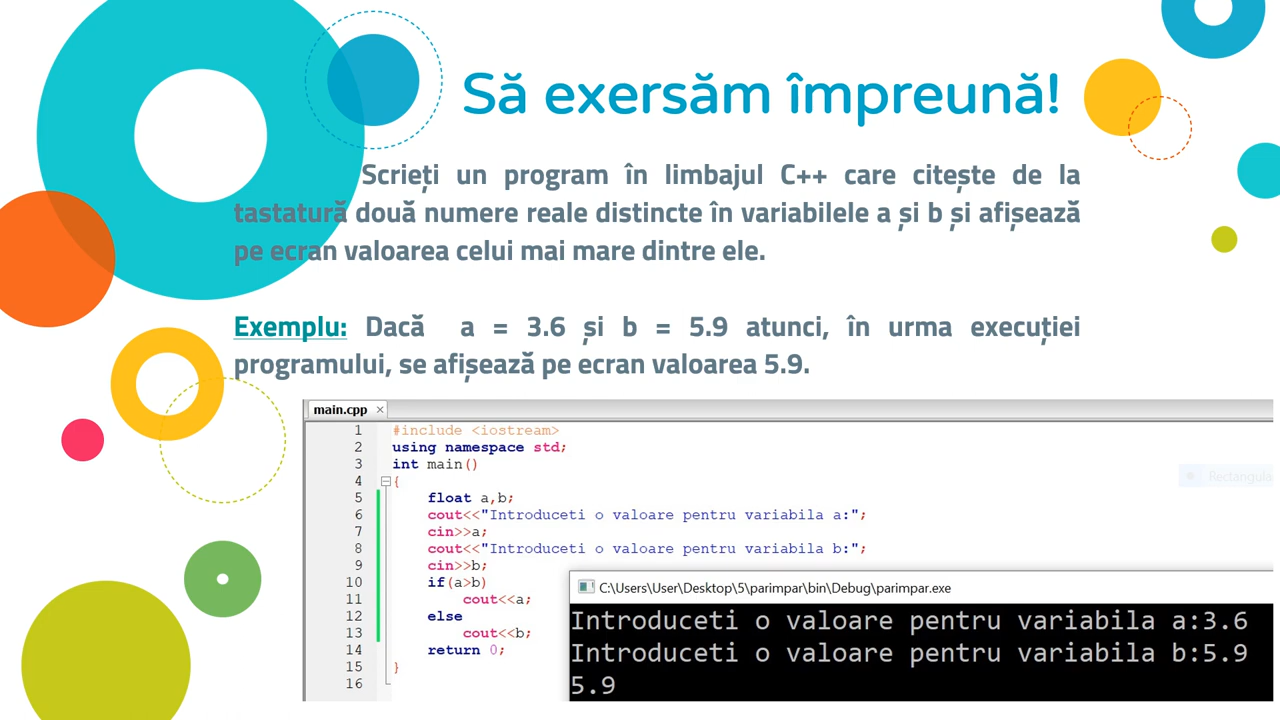 Să exersăm împreună!
Scrieți un program în limbajul C++ care citește de la
tastatură două numere reale distincte în variabilele a și b și afișează
pe ecran valoarea celui mai mare dintre ele.
Exemplu: Dacă a = 3.6 și b = 5.9 atunci, în urma execuției
programului, se afișează pe ecran valoarea 5.9.
main.cpp ×
1 #include <iostream>
2 using namespace std;
3 int main()
4 {
5 float a,b;
6 cout<<"Introduceti o valoare pentru variabila a:";
7 cin>>a;
8 cout<<"Introduceti o valoare pentru variabila b:";
9 cin>>b;
10 if(a>b)
11 cout<<a;
12 else
13 cout<<b;
14 return 0;
15 }
16
Rectangula
C:\Users\User\Desktop\5\parimpar\bin\Debug\parimpar.exe
Introduceti o valoare pentru variabila a:3.6
Introduceti o valoare pentru variabila b:5.9
5.9